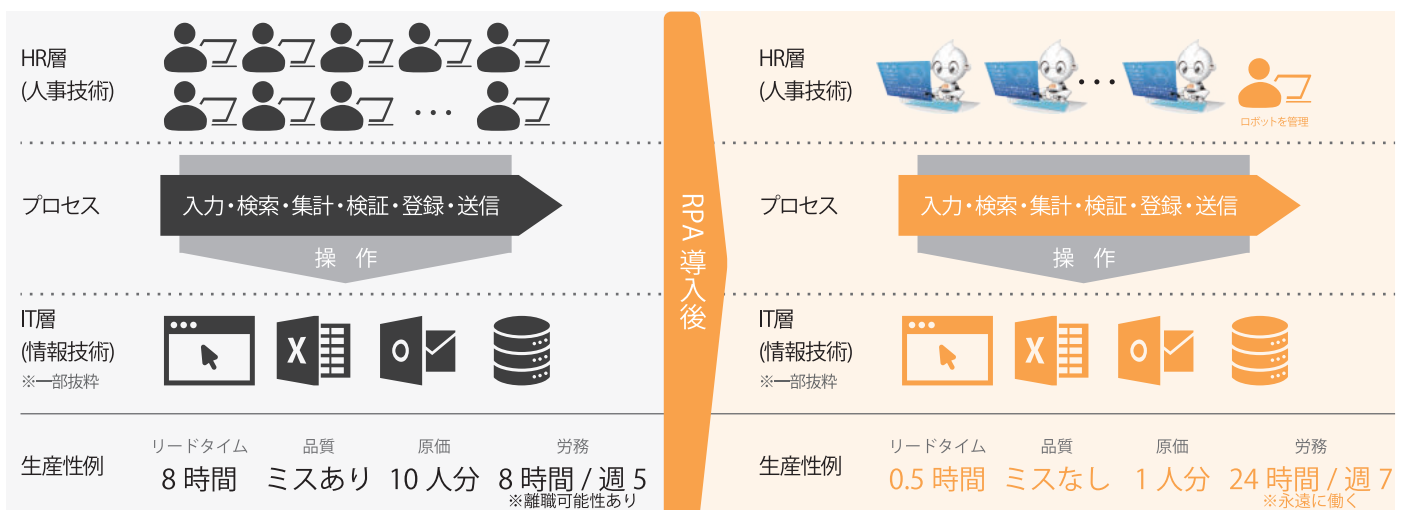 HR層
(人事技術)
プロセス
入力・検索・集計・検証・登録・送信
操 作
IT層
(情報技術)
※一部抜粋
X
O
生産性例
リードタイム
8 時間
品質
ミスあり
原価
10 人分
労務
8 時間 / 週 5
※離職可能性あり
RPA 導入後
HR層
(人事技術)
ロボットを管理
プロセス
入力・検索・集計・検証・登録・送信
操 作
IT層
(情報技術)
※一部抜粋
X
O
生産性例
リードタイム
0.5 時間
品質
ミスなし
原価
1 人分
労務
24 時間 / 週 7
※永遠に働く